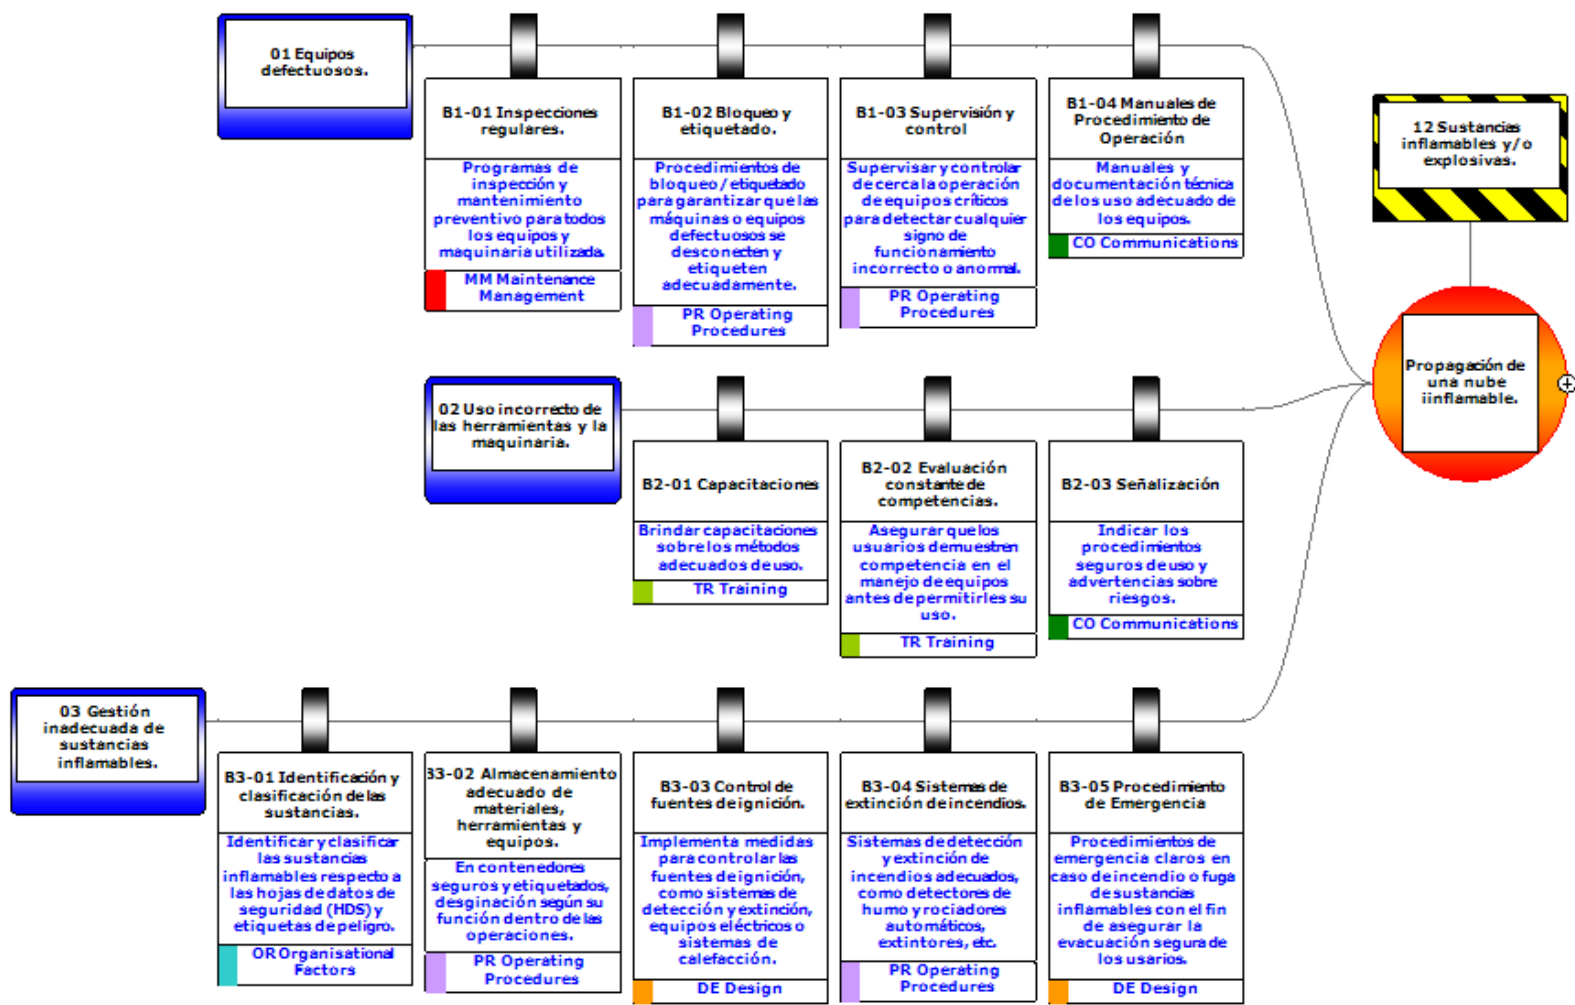 01 Equipos
defectuosos.
B1-01 Inspecciones
regulares.
Programas de
inspección y
mantenimiento
preventivo para todos
los equipos y
maquinaria utilizada.
MM Maintenance
Management
B1-02 Bloqueo y
etiquetado.
Procedimientos de
bloqueo / etiquetado
para garantizar que las
máquinas o equipos
defectuosos se
desconecten y
etiqueten
adecuadamente.
PR Operating
Procedures
B1-03 Supervisión y
control
Supervisar y controlar
de cerca la operación
de equipos críticos
para detectar cualquier
signo de
funcionamiento
incorrecto o anormal.
PR Operating
Procedures
B1-04 Manuales de
Procedimiento de
Operación
Manuales y
documentación técnica
de los uso adecuado de
los equipos.
CO Communications
12 Sustancias
inflamables y/o
explosivas.
Propagación de
una nube
iinflamable.
02 Uso incorrecto de
las herramientas y la
maquinaria.
B2-01 Capacitaciones
Brindar capacitaciones
sobre los métodos
adecuados de uso.
TR Training
B2-02 Evaluación
constante de
competencias.
Asegurar que los
usuarios demuestren
competencia en el
manejo de equipos
antes de permitirles su
uso.
TR Training
B2-03 Señalización
Indicar los
procedimientos
seguros de uso y
advertencias sobre
riesgos.
CO Communications
03 Gestión
inadecuada de
sustancias
inflamables.
B3-01 Identificación y
clasificación de las
sustancias.
Identificar y clasificar
las sustancias
inflamables respecto a
las hojas de datos de
seguridad (HDS) y
etiquetas de peligro.
OR Organisational
Factors
33-02 Almacenamiento
adecuado de
materiales,
herramientas y
equipos.
En contenedores
seguros y etiquetados,
desginación según su
función dentro de las
operaciones.
PR Operating
Procedures
B3-03 Control de
fuentes de ignición.
Implementa medidas
para controlar las
fuentes de ignición,
como sistemas de
detección y extinción,
equipos eléctricos o
sistemas de
calefacción.
DE Design
B3-04 Sistemas de
extinción de incendios.
Sistemas de detección
y extinción de
incendios adecuados,
como detectores de
humo y rociadores
automáticos,
extintores, etc.
PR Operating
Procedures
B3-05 Procedimiento
de Emergencia
Procedimientos de
emergencia claros en
caso de incendio o fuga
de sustancias
inflamables con el fin
de asegurar la
evacuación segura de
los usarios.
DE Design